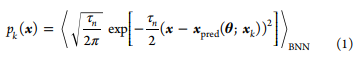 p_k(x) = ⟨ √(τ_n / 2π) exp[ −(τ_n / 2) (x − x_pred(θ; x_k))² ] ⟩_BNN (1)